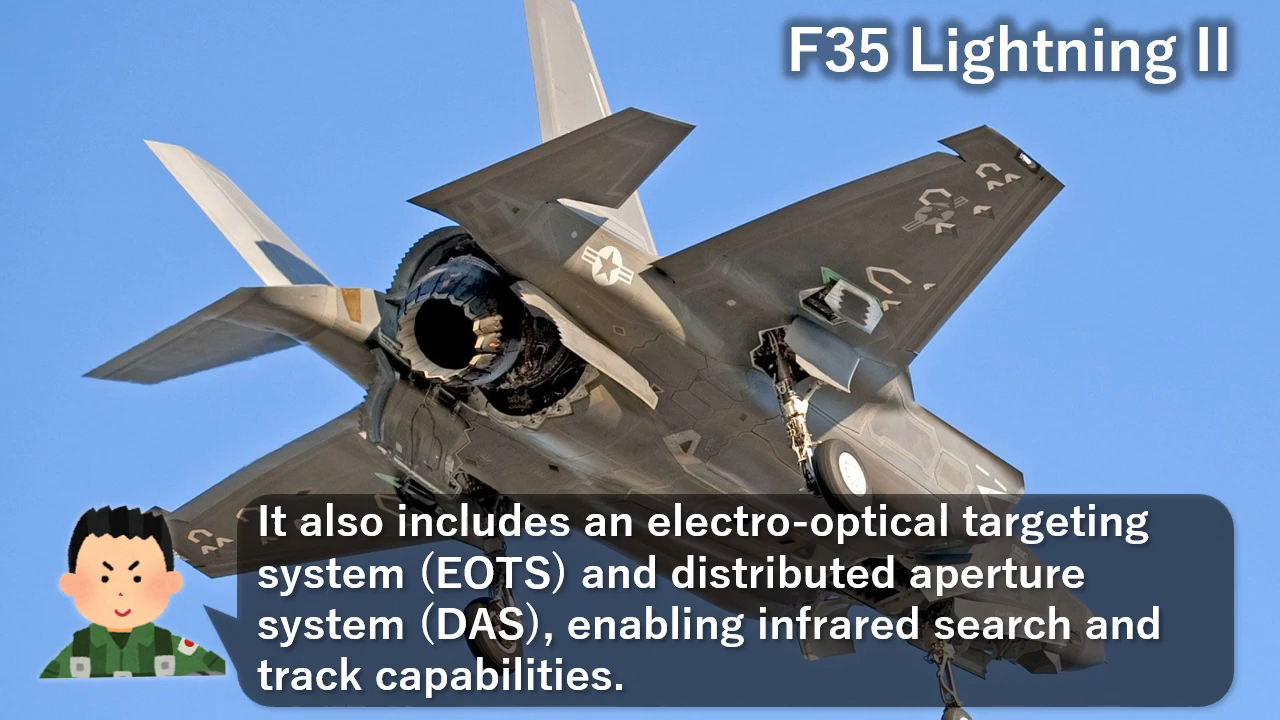 F35 Lightning II
It also includes an electro-optical targeting
system (EOTS) and distributed aperture
system (DAS), enabling infrared search and
track capabilities.